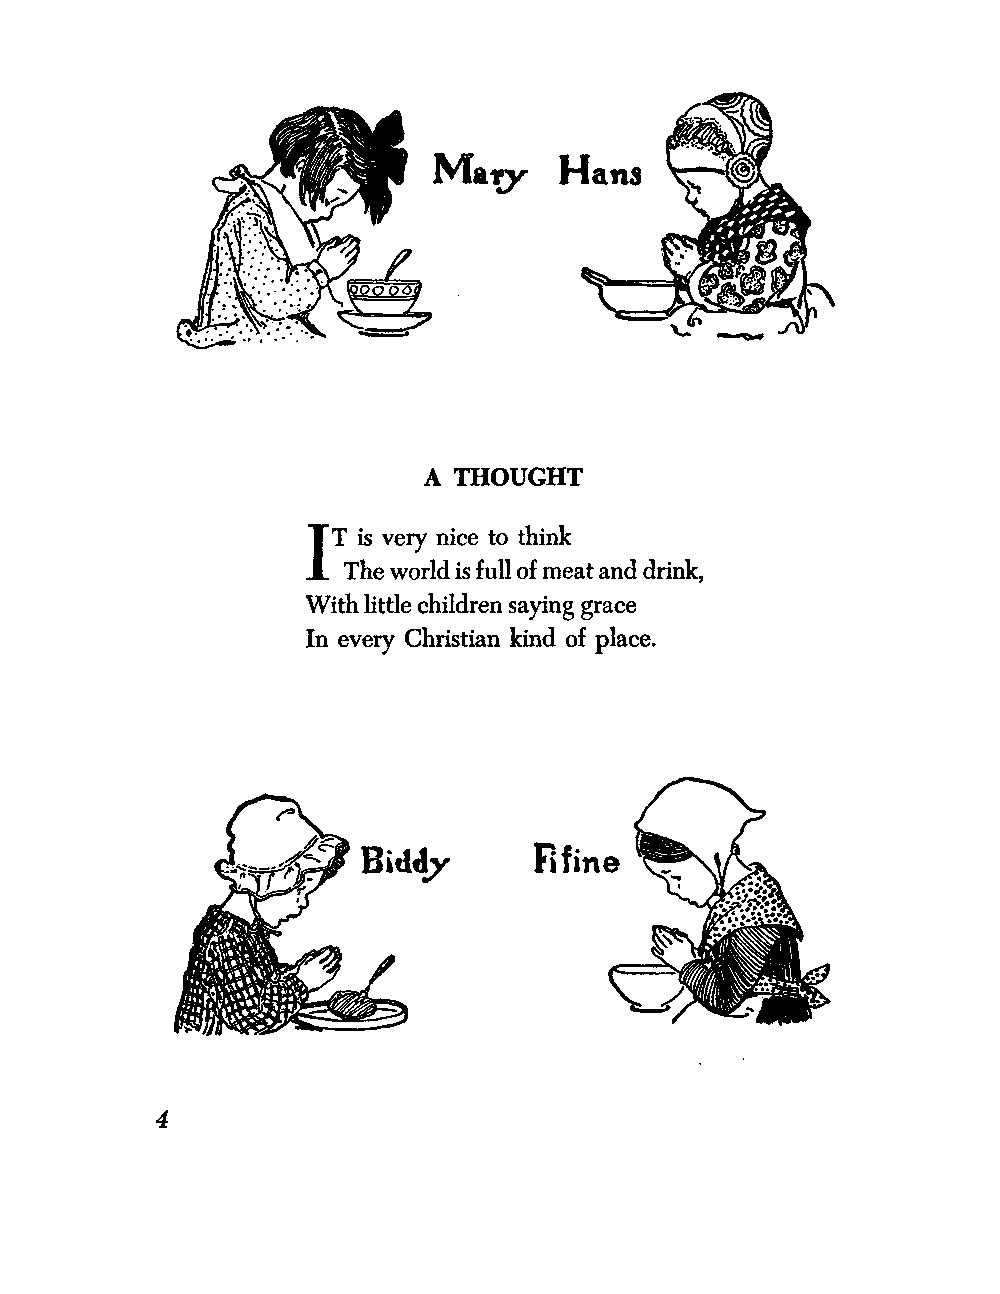 Mary Hans
A THOUGHT
IT is very nice to think
The world is full of meat and drink,
With little children saying grace
In every Christian kind of place.
Biddy Fifine
4